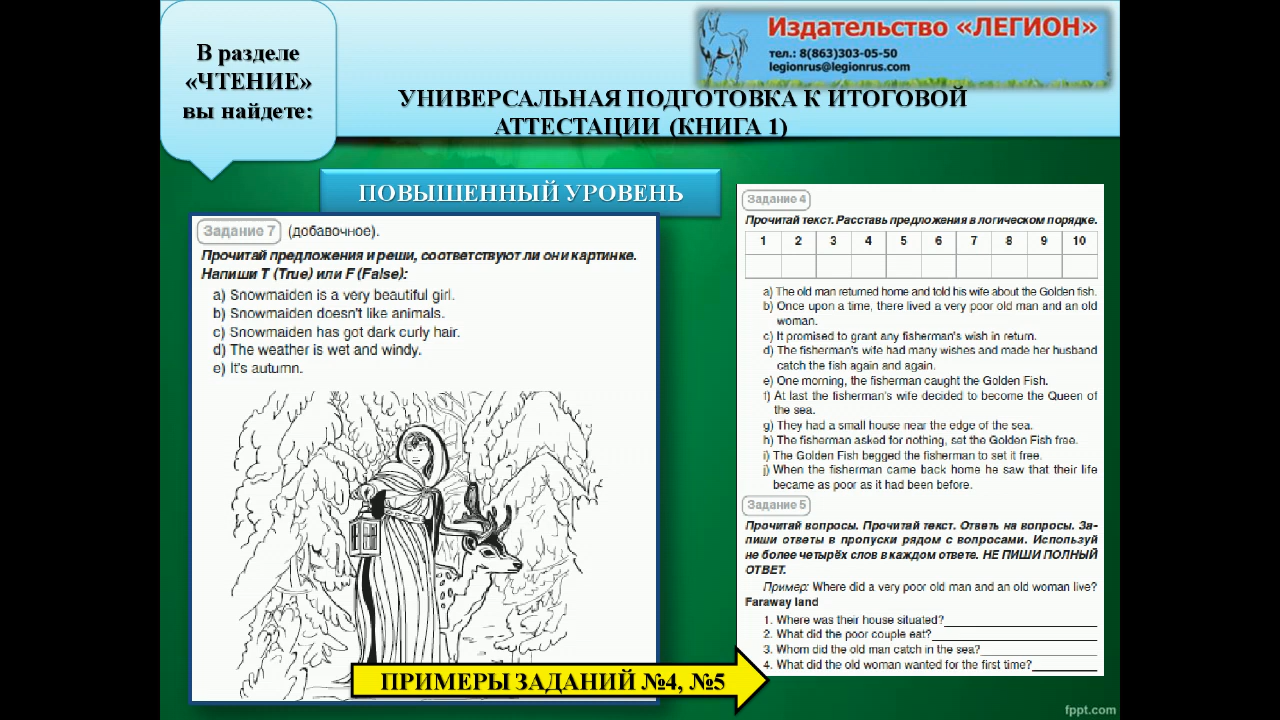 В разделе
«ЧТЕНИЕ»
вы найдете:
Издательство «ЛЕГИОН»
тел.: 8(863)303-05-50
legionrus@legionrus.com
УНИВЕРСАЛЬНАЯ ПОДГОТОВКА К ИТОГОВОЙ
АТТЕСТАЦИИ (КНИГА 1)
ПОВЫШЕННЫЙ УРОВЕНЬ
Задание 7 (добавочное).
Прочитай предложения и реши, соответствуют ли они картинке.
Напиши T (True) или F (False):
a) Snowmaiden is a very beautiful girl.
b) Snowmaiden doesn't like animals.
c) Snowmaiden has got dark curly hair.
d) The weather is wet and windy.
e) It's autumn.
ПРИМЕРЫ ЗАДАНИЙ №4, №5
Задание 4
Прочитай текст. Расставь предложения в логическом порядке.
1 2 3 4 5 6 7 8 9 10
a) The old man returned home and told his wife about the Golden fish.
b) Once upon a time, there lived a very poor old man and an old
woman.
c) It promised to grant any fisherman's wish in return.
d) The fisherman's wife had many wishes and made her husband
catch the fish again and again.
e) One morning, the fisherman caught the Golden Fish.
f) At last the fisherman's wife decided to become the Queen of
the sea.
g) They had a small house near the edge of the sea.
h) The fisherman asked for nothing, set the Golden Fish free.
i) The Golden Fish begged the fisherman to set it free.
j) When the fisherman came back home he saw that their life
became as poor as it had been before.
Задание 5
Прочитай вопросы. Прочитай текст. Ответь на вопросы. За-
пиши ответы в пропуски рядом с вопросами. Используй
не более четырёх слов в каждом ответе. НЕ ПИШИ ПОЛНЫЙ
ОТВЕТ.
Пример: Where did a very poor old man and an old woman live?
Faraway land
1. Where was their house situated?
2. What did the poor couple eat?
3. Whom did the old man catch in the sea?
4. What did the old woman wanted for the first time?
fppt.com